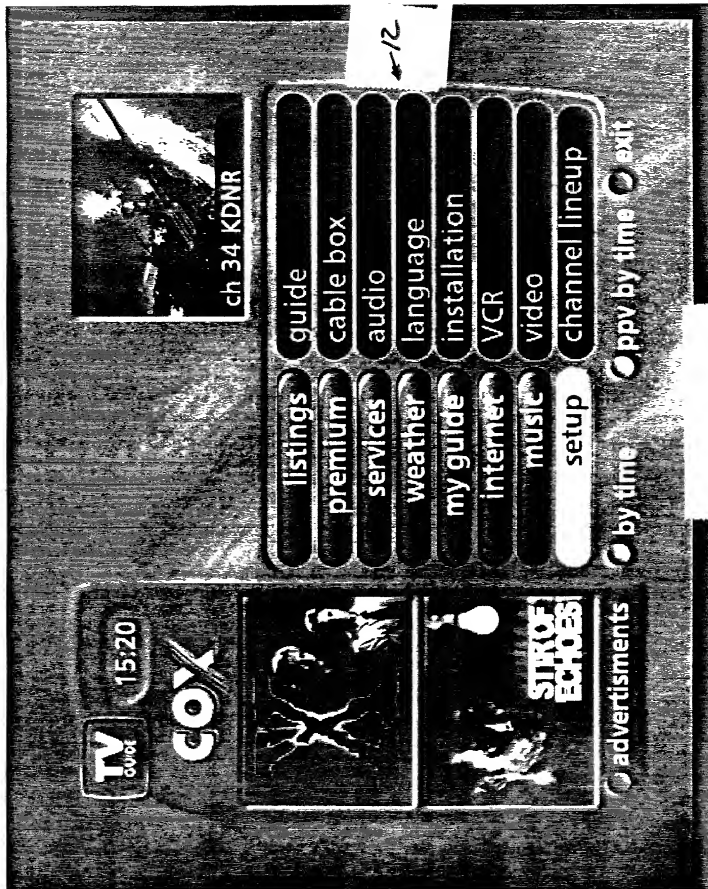 TV
GUIDE
15:20
COX
ch 34 KDNR
listings
premium
services
weather
my guide
internet
music
setup
guide
cable box
audio
language
installation
VCR
video
channel lineup
STIR OF
ECHOES
advertisments
by time
ppv by time
exit
←12